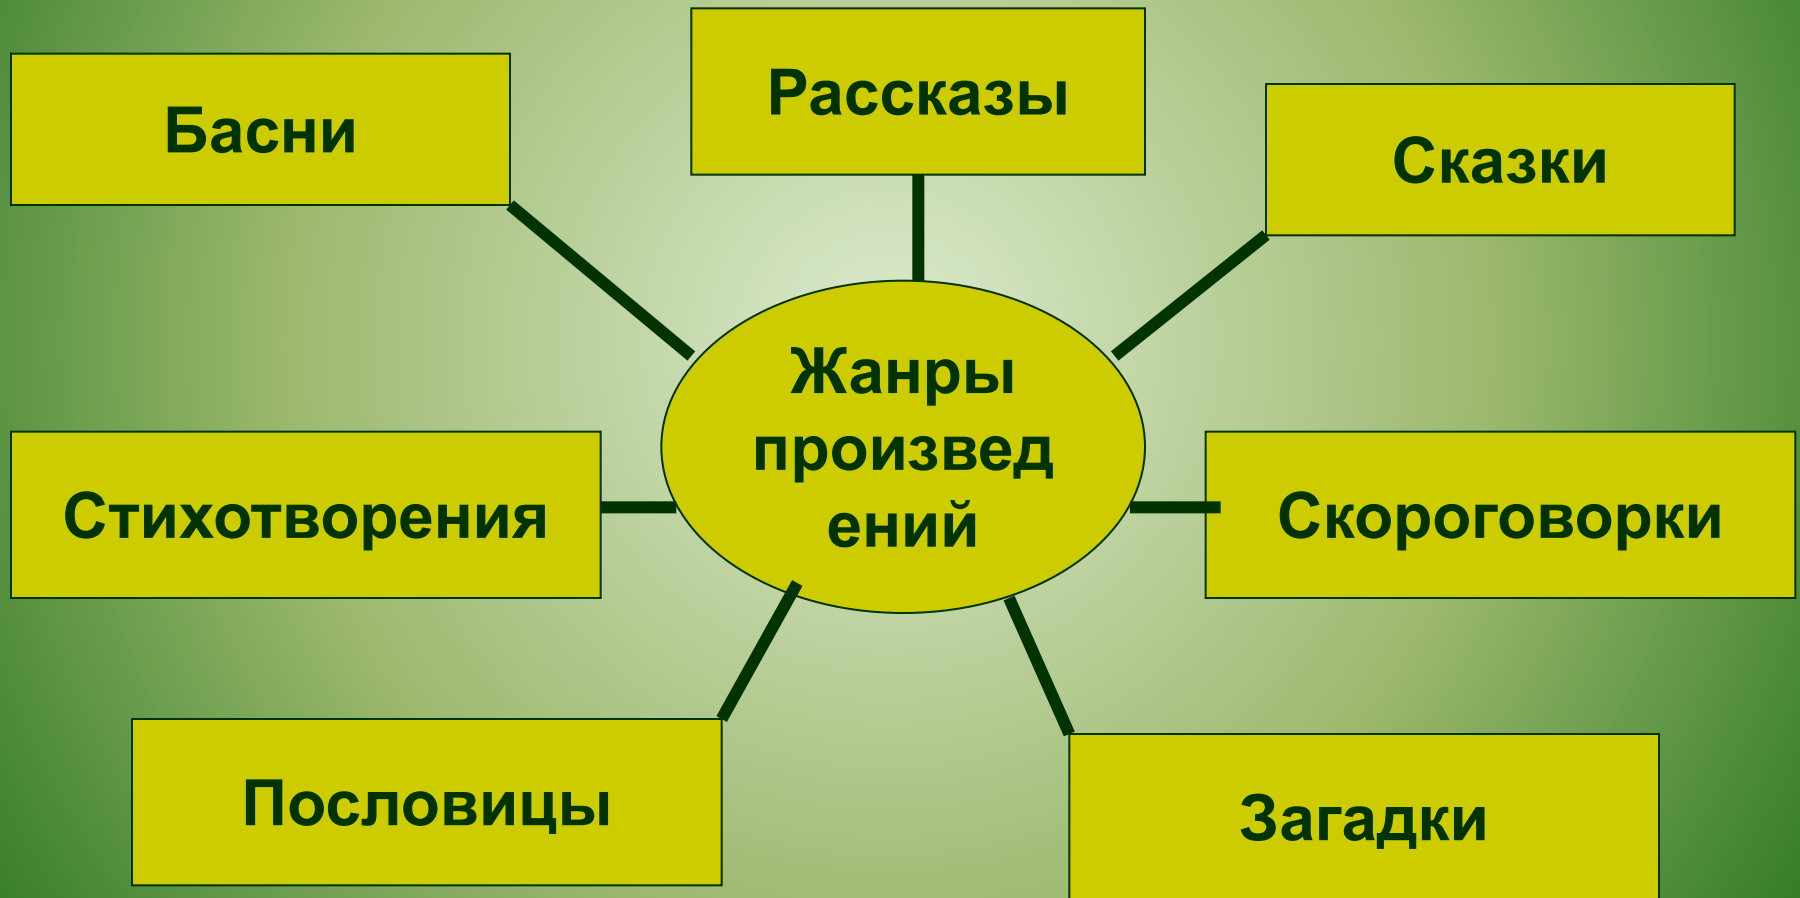 Рассказы
Басни
Сказки
Жанры
произвед
ений
Стихотворения
Скороговорки
Пословицы
Загадки